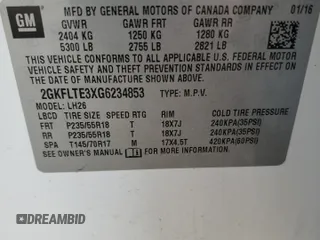 GM
MFD BY GENERAL MOTORS OF CANADA COMPANY 01/16
GVWR GAWR FRT GAWR RR
2404 KG 1250 KG 1280 KG
5300 LB 2755 LB 2821 LB
THIS VEHICLE CONFORMS TO ALL APPLICABLE U.S. FEDERAL
MOTOR VEHICLE SAFETY AND THEFT PREVENTION STANDARDS
IN EFFECT ON THE DATE OF MANUFACTURE SHOWN ABOVE.
2GKFLTE3XG6234853 TYPE: M.P.V.
MODEL: LH26
LBCD TIRE SIZE SPEED RTG RIM COLD TIRE PRESSURE
FRT P235/55R18 T 18X7J 240KPA(35PSI)
RR P235/55R18 T 18X7J 240KPA(35PSI)
SPA T145/70R17 M 17X4.5T 420KPA(60PSI)
SEE OWNER'S MANUAL FOR MORE INFORMATION.
DREAMBID